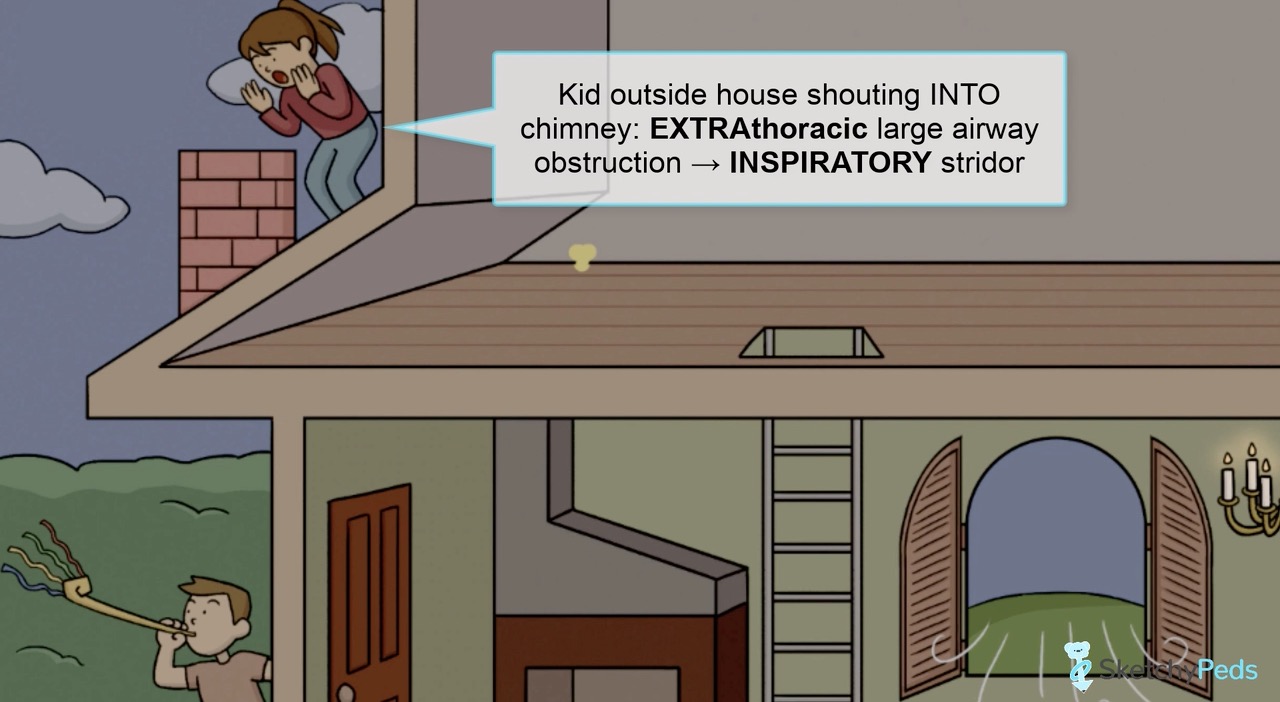 Kid outside house shouting INTO
chimney: EXTRAthoracic large airway
obstruction → INSPIRATORY stridor
SketchyPeds